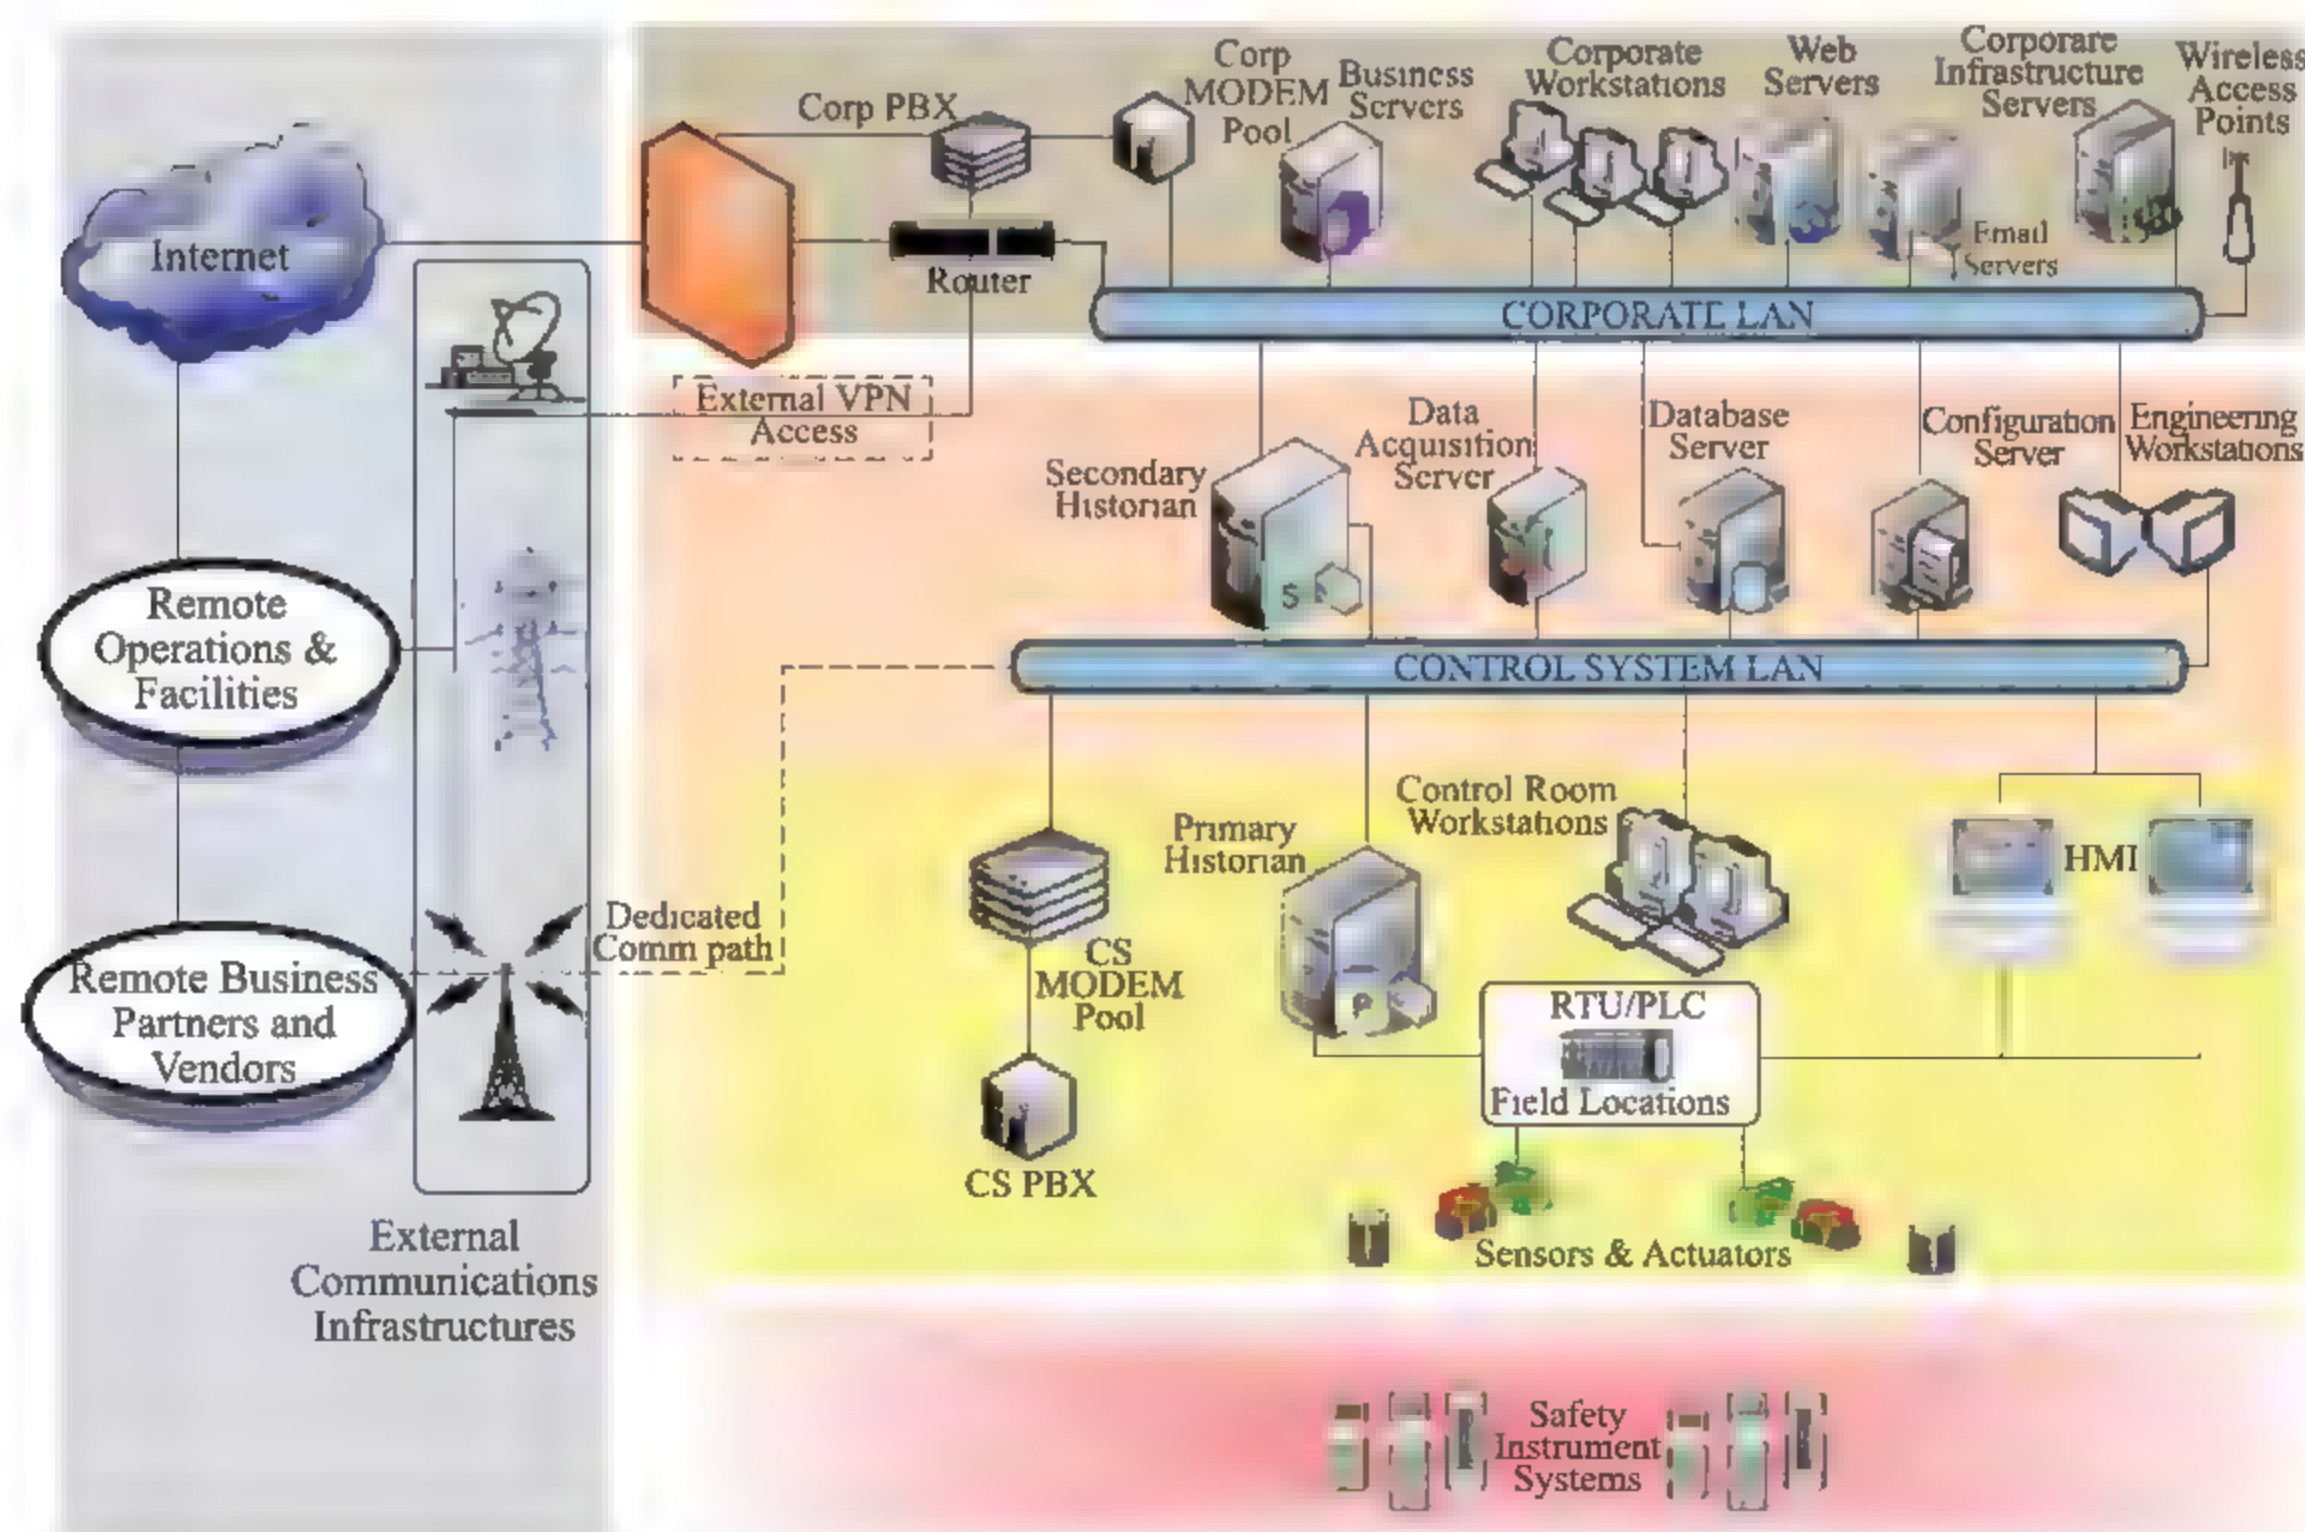 Internet
Corp PBX
Router
External VPN
Access
Corp
MODEM
Pool
Business
Servers
Corporate
Workstations
Web
Servers
Email
Servers
Corporare
Infrastructure
Servers
Wireless
Access
Points
CORPORATE LAN
Secondary
Historian
S
Data
Acquisition
Server
Database
Server
Configuration
Server
Engineering
Workstations
CONTROL SYSTEM LAN
Remote
Operations &
Facilities
Remote Business
Partners and
Vendors
Dedicated
Comm path
External
Communications
Infrastructures
CS
MODEM
Pool
CS PBX
Primary
Historian
P
Control Room
Workstations
HMI
RTU/PLC
Field Locations
Sensors & Actuators
Safety
Instrument
Systems